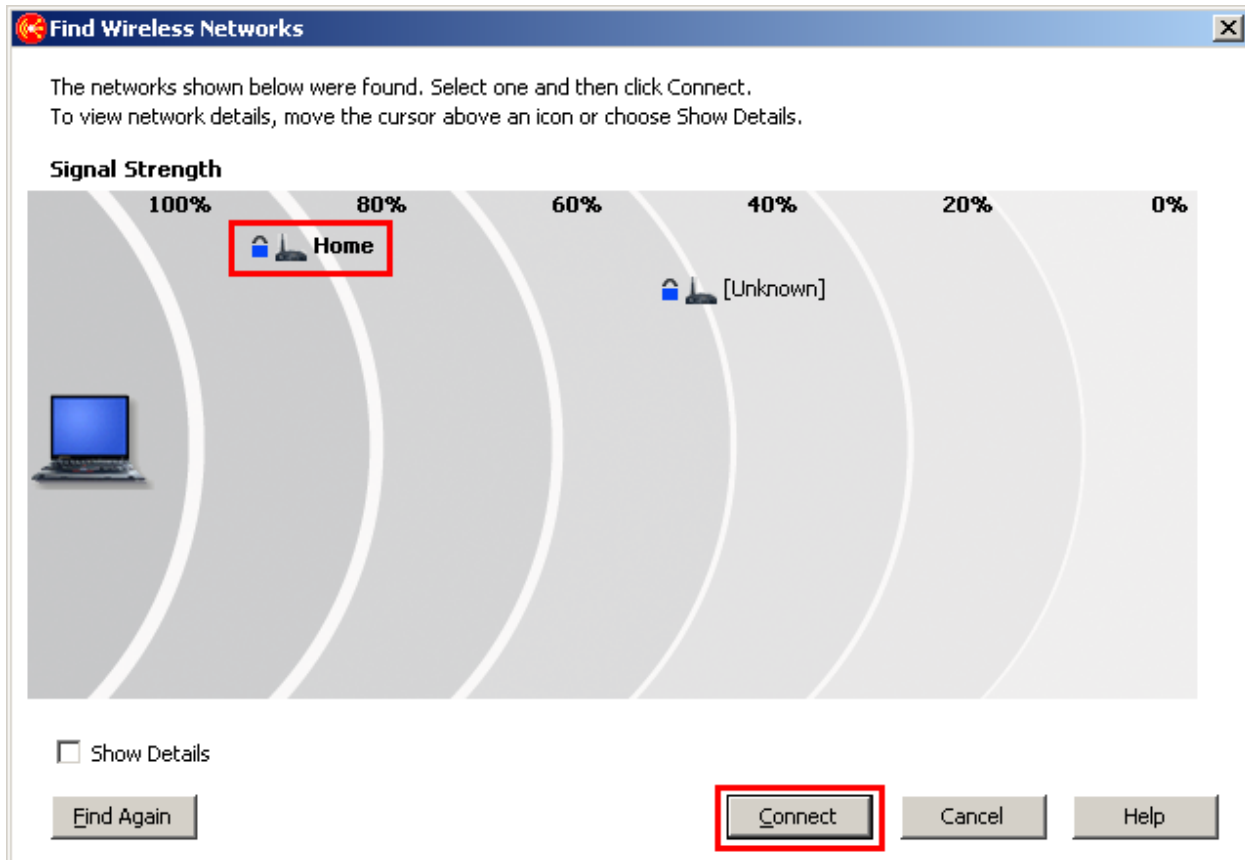 Find Wireless Networks
The networks shown below were found. Select one and then click Connect.
To view network details, move the cursor above an icon or choose Show Details.
Signal Strength
100% 80% 60% 40% 20% 0%
Home
[Unknown]
Show Details
Find Again Connect Cancel Help